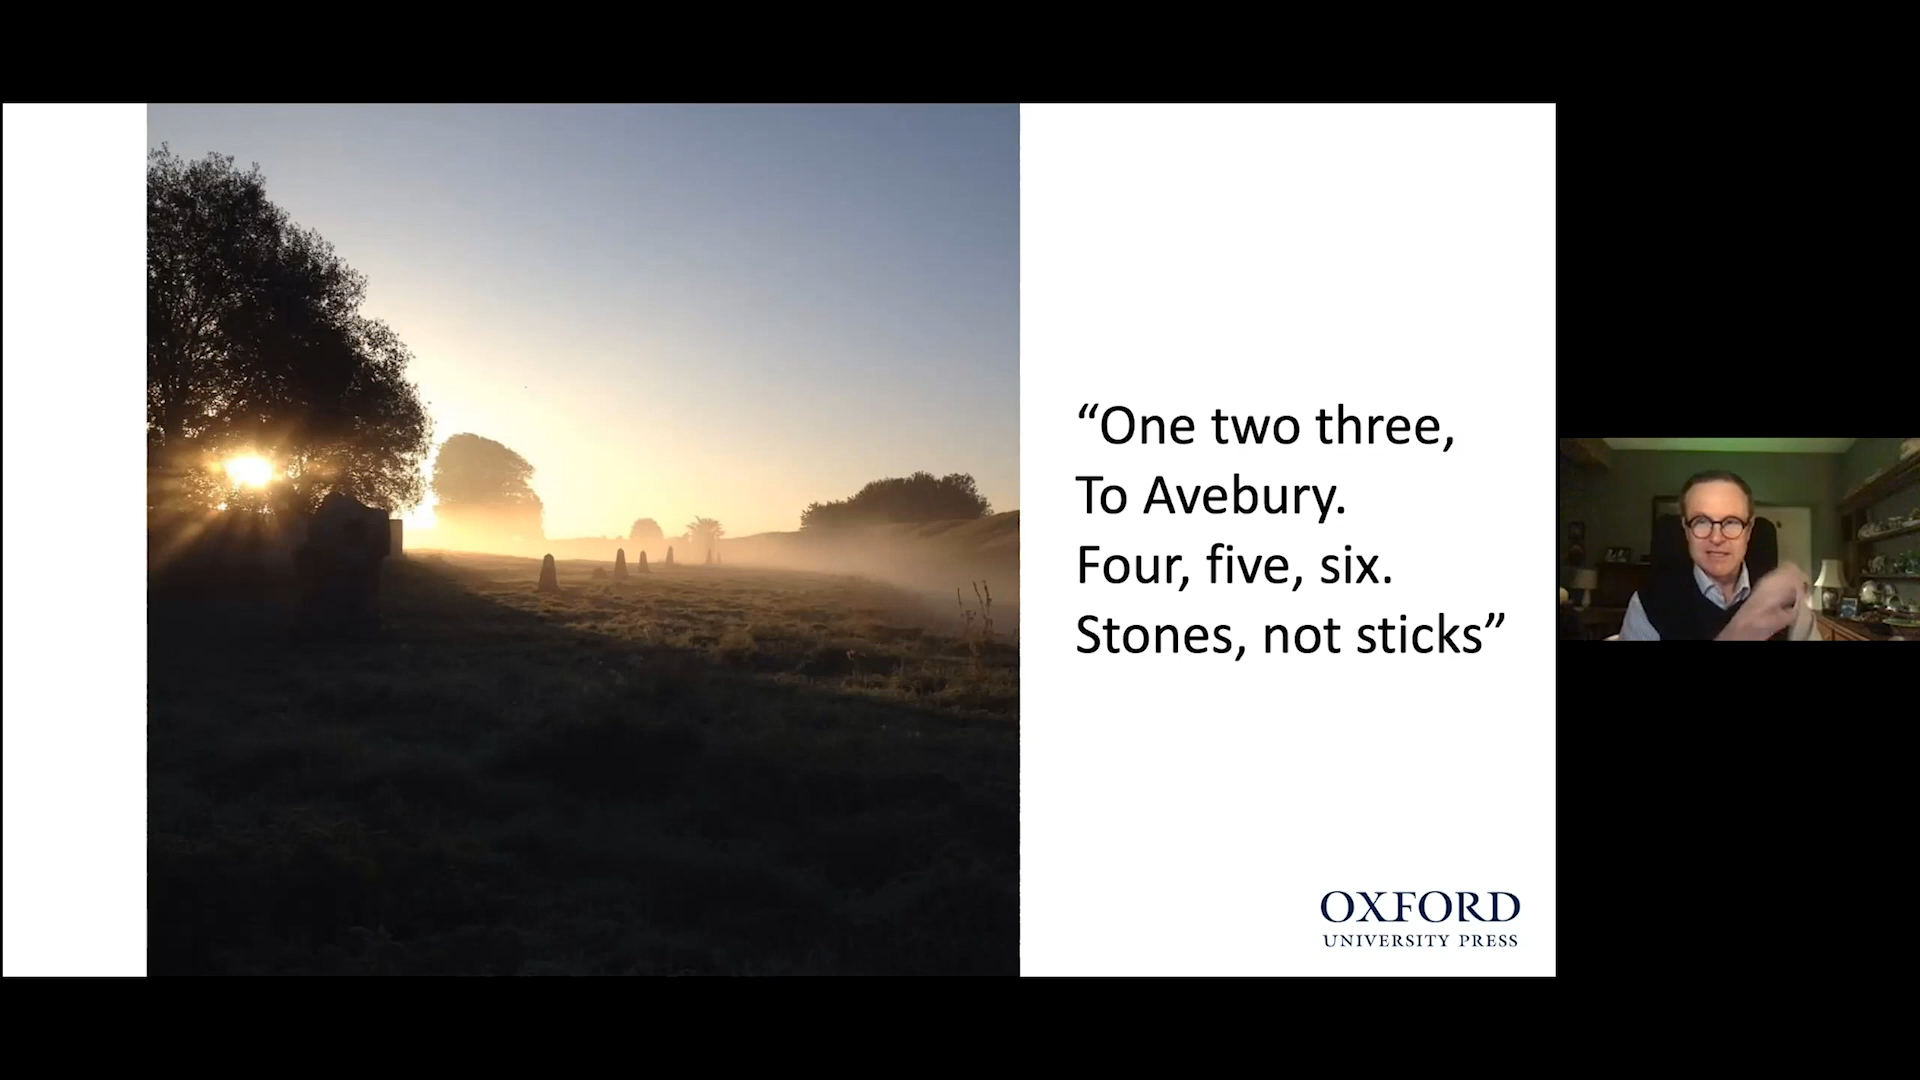 “One two three,
To Avebury.
Four, five, six.
Stones, not sticks”
OXFORD
UNIVERSITY PRESS